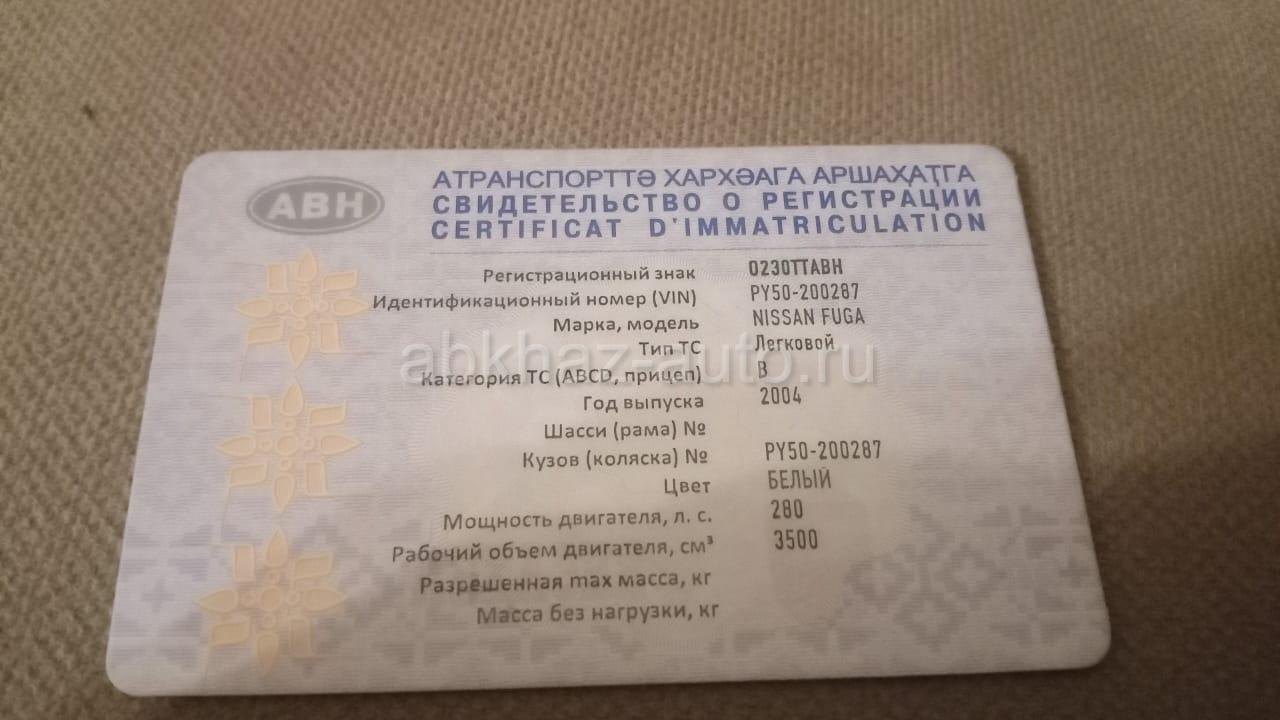 ABH
АТРАНСПОРТТӘ ХАРХӘАГА АРШАҲАҬГА
СВИДЕТЕЛЬСТВО О РЕГИСТРАЦИИ
CERTIFICAT D'IMMATRICULATION
Регистрационный знак 0230TTABH
Идентификационный номер (VIN) PY50-200287
Марка, модель NISSAN FUGA
Тип ТС Легковой
abkhaz-auto.ru
Категория ТС (ABCD, прицеп) B
Год выпуска 2004
Шасси (рама) №
Кузов (коляска) № PY50-200287
Цвет БЕЛЫЙ
Мощность двигателя, л. с. 280
Рабочий объем двигателя, см³ 3500
Разрешенная max масса, кг
Масса без нагрузки, кг